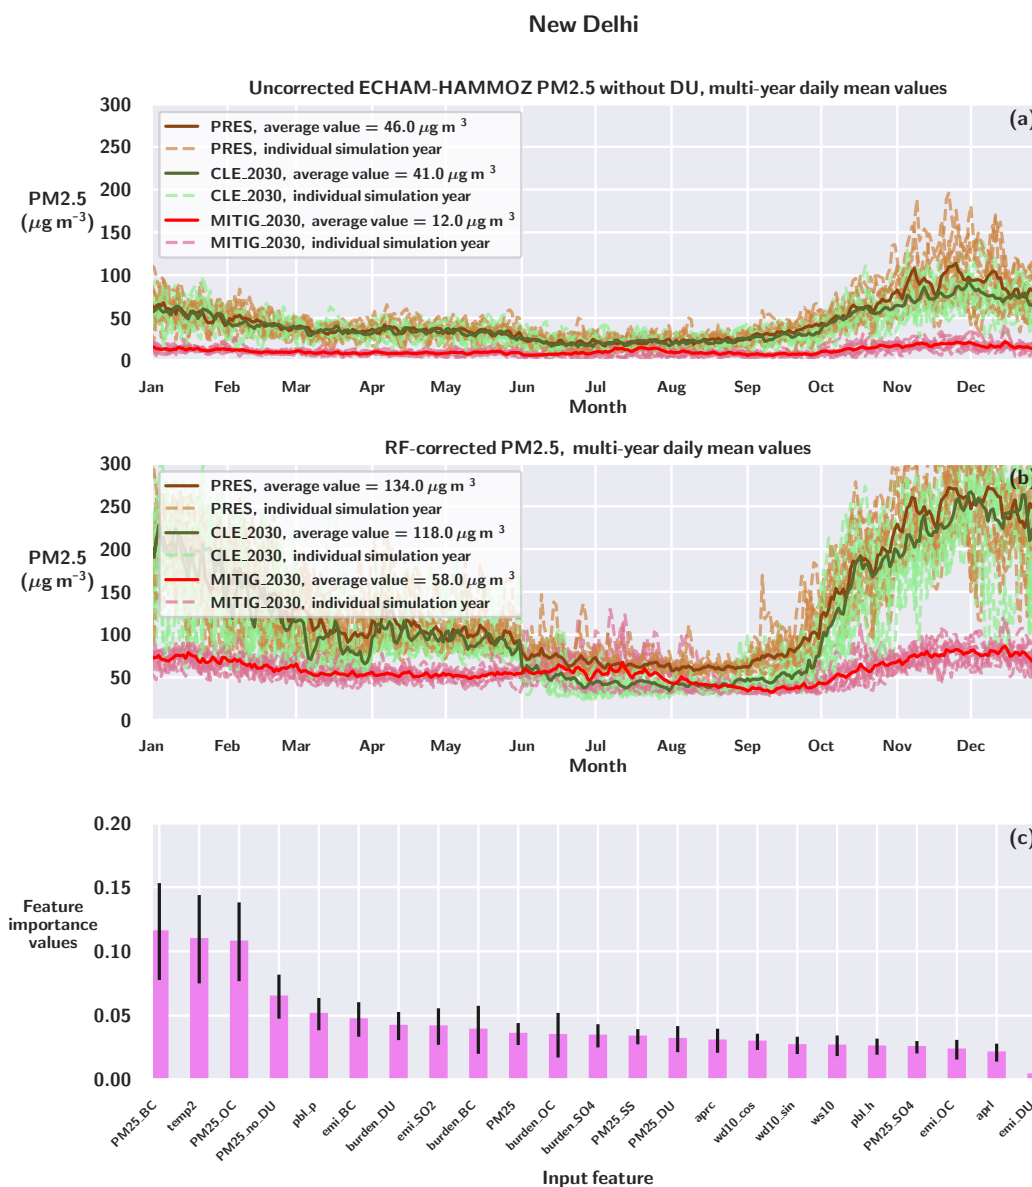 New Delhi
Uncorrected ECHAM-HAMMOZ PM2.5 without DU, multi-year daily mean values
300
250
200
150
100
50
0
PM2.5
(μg m⁻³)
(a)
PRES, average value = 46.0 μg m ³
PRES, individual simulation year
CLE_2030, average value = 41.0 μg m ³
CLE_2030, individual simulation year
MITIG_2030, average value = 12.0 μg m ³
MITIG_2030, individual simulation year
Jan Feb Mar Apr May Jun Jul Aug Sep Oct Nov Dec
Month
RF-corrected PM2.5, multi-year daily mean values
300
250
200
150
100
50
0
PM2.5
(μg m⁻³)
(b)
PRES, average value = 134.0 μg m ³
PRES, individual simulation year
CLE_2030, average value = 118.0 μg m ³
CLE_2030, individual simulation year
MITIG_2030, average value = 58.0 μg m ³
MITIG_2030, individual simulation year
Jan Feb Mar Apr May Jun Jul Aug Sep Oct Nov Dec
Month
0.20
0.15
0.10
0.05
0.00
Feature
importance
values
(c)
PM25_BC
temp2
PM25_OC
PM25_no_DU
pbl_p
emi_BC
burden_DU
emi_SO2
burden_BC
PM25
burden_OC
burden_SO4
PM25_SS
PM25_DU
aprc
wd10_cos
wd10_sin
ws10
pbl_h
PM25_SO4
emi_OC
aprl
emi_DU
Input feature